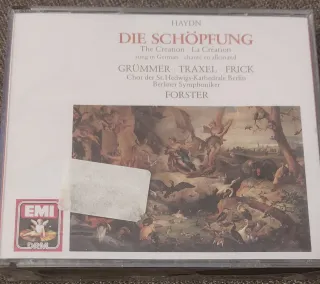 HAYDN
DIE SCHÖPFUNG
The Creation · La Création
sung in German · chanté en allemand
GRÜMMER · TRAXEL · FRICK
Chor der St. Hedwigs-Kathedrale Berlin
Berliner Symphoniker
FORSTER
EMI
DRM